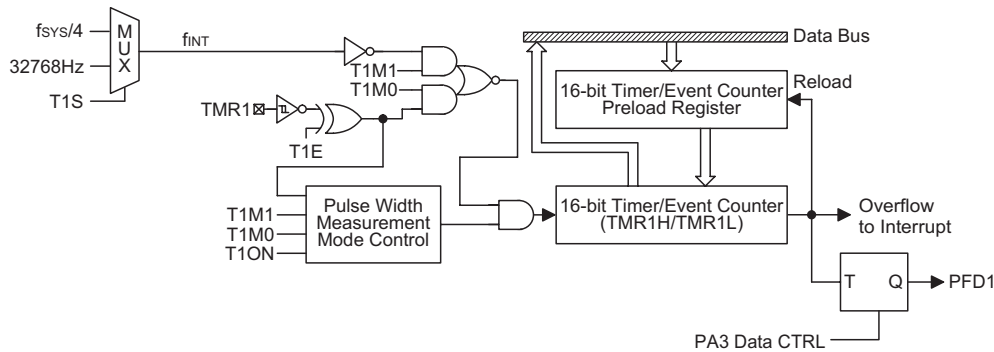 fSYS/4
32768Hz
T1S
MUX
fINT
T1M1
T1M0
TMR1
T1E
T1M1
T1M0
T1ON
Pulse Width
Measurement
Mode Control
Data Bus
16-bit Timer/Event Counter
Preload Register
Reload
16-bit Timer/Event Counter
(TMR1H/TMR1L)
Overflow
to Interrupt
T
Q
PFD1
PA3 Data CTRL